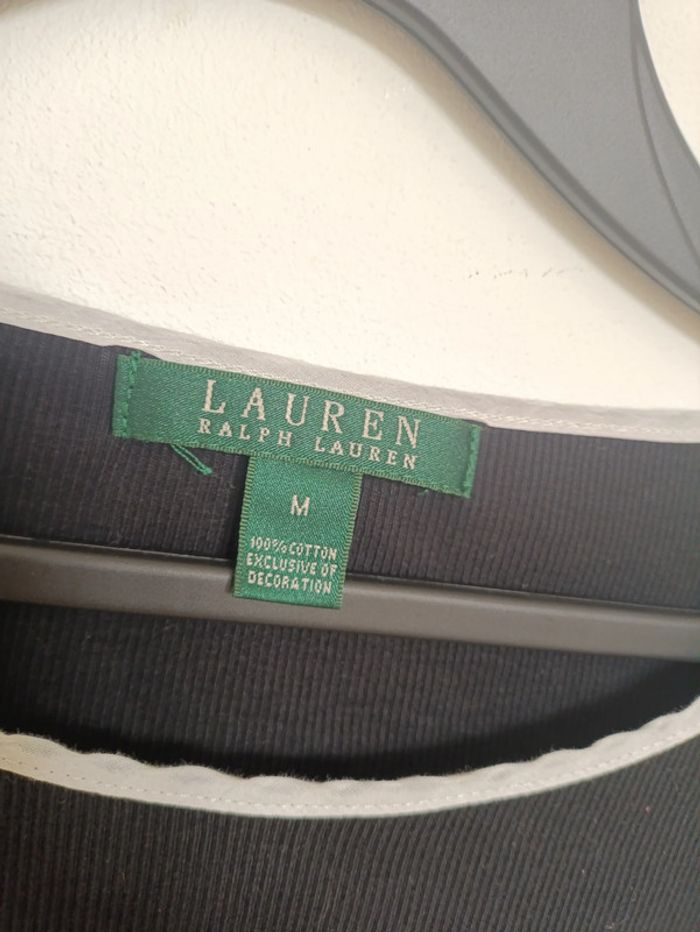 LAUREN
RALPH LAUREN
M
100% COTTON
EXCLUSIVE OF
DECORATION